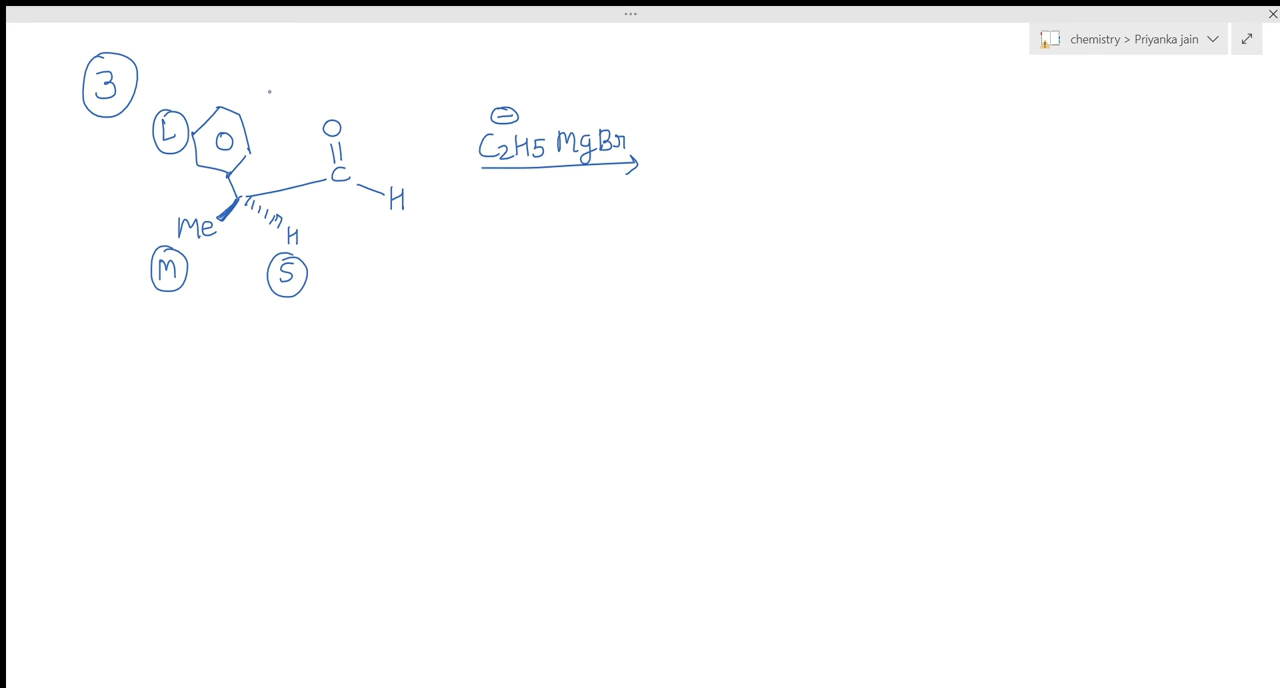 chemistry > Priyanka jain
3
L
O
O
C
H
Me
H
M
S
⊖
C2H5 MgBr